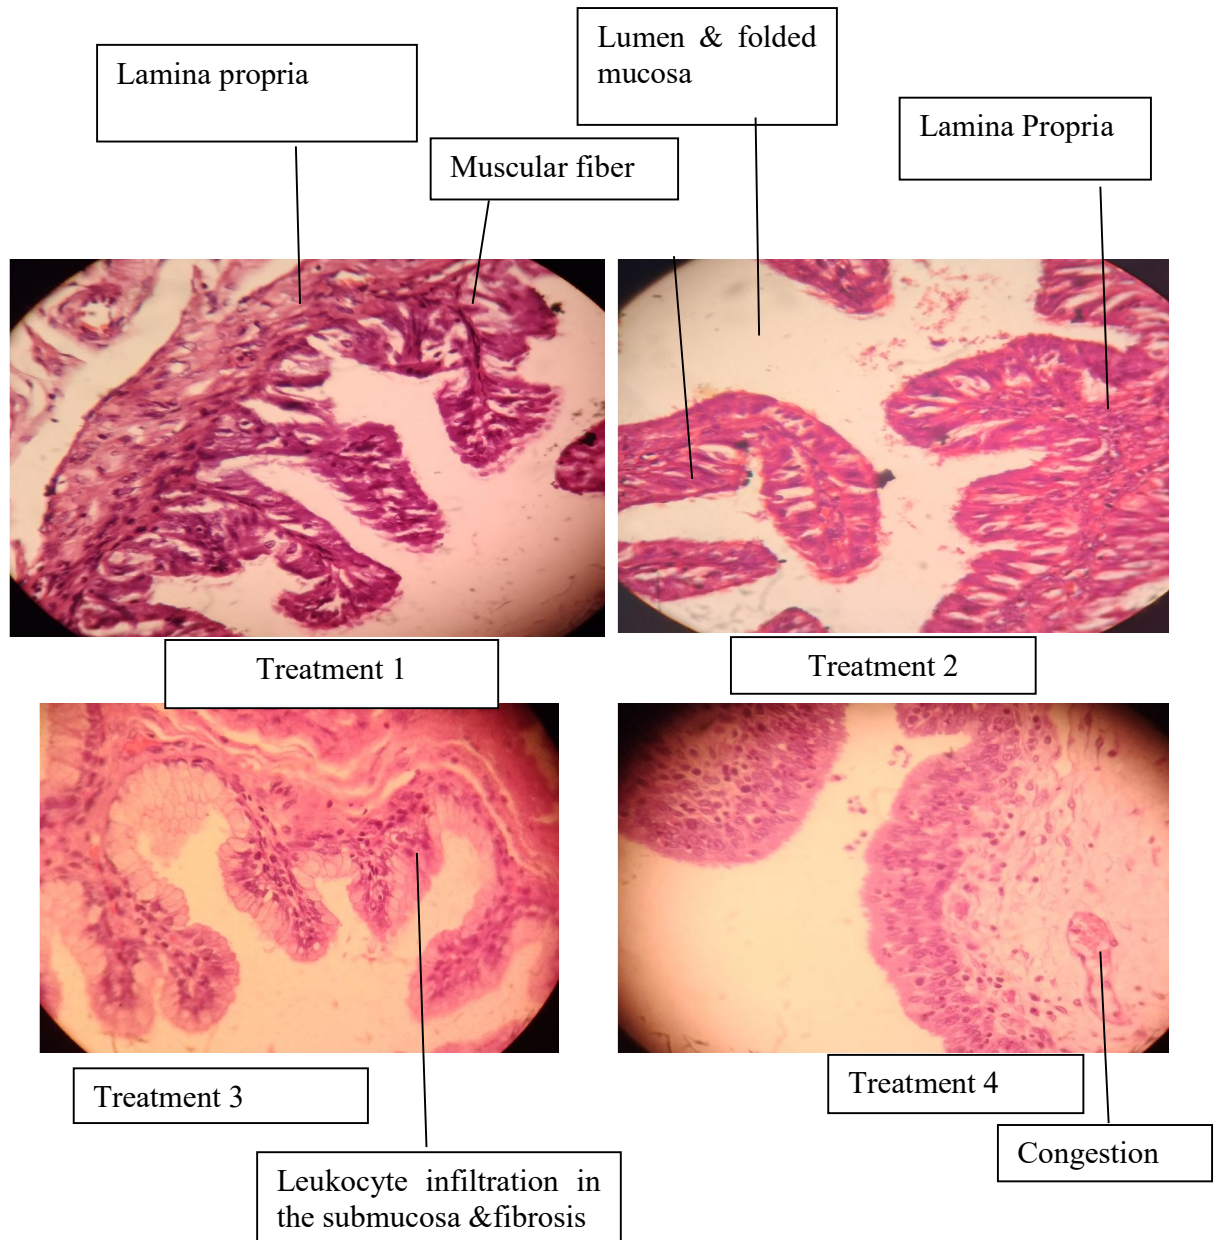 Lumen & folded
mucosa
Lamina propria
Lamina Propria
Muscular fiber
Treatment 1
Treatment 2
Treatment 3
Treatment 4
Congestion
Leukocyte infiltration in
the submucosa &fibrosis